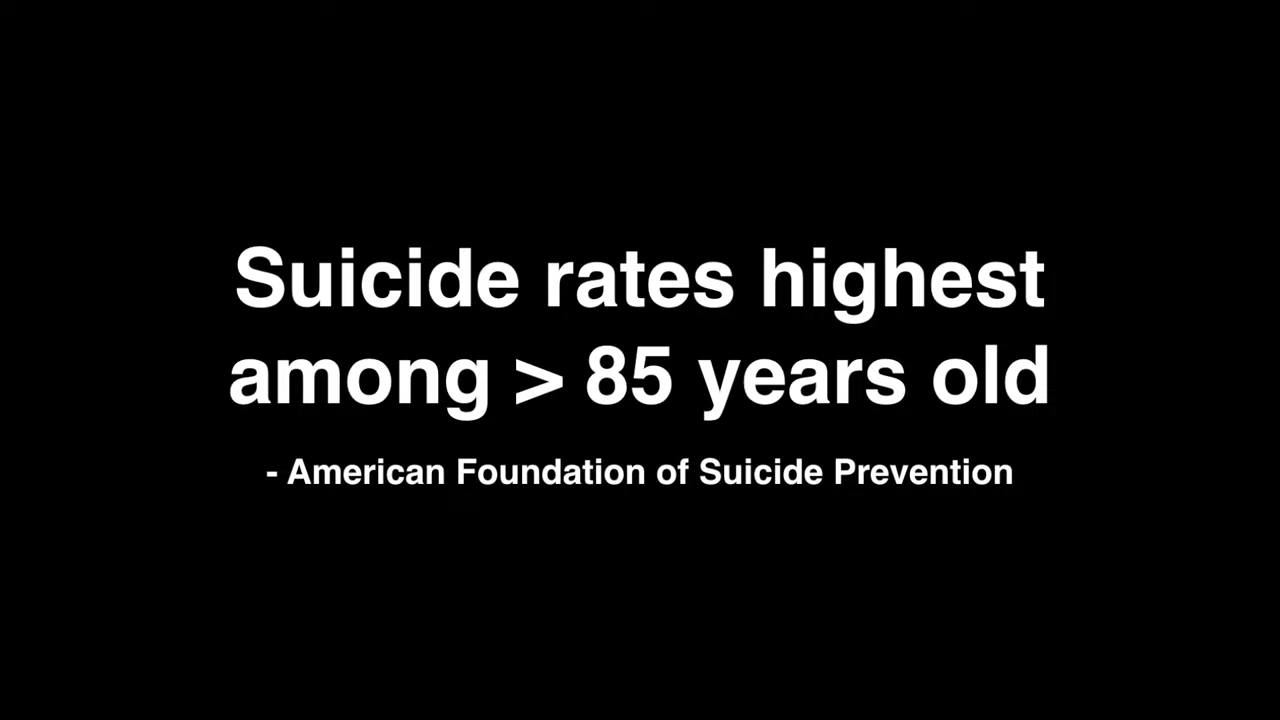 Suicide rates highest
among > 85 years old
- American Foundation of Suicide Prevention